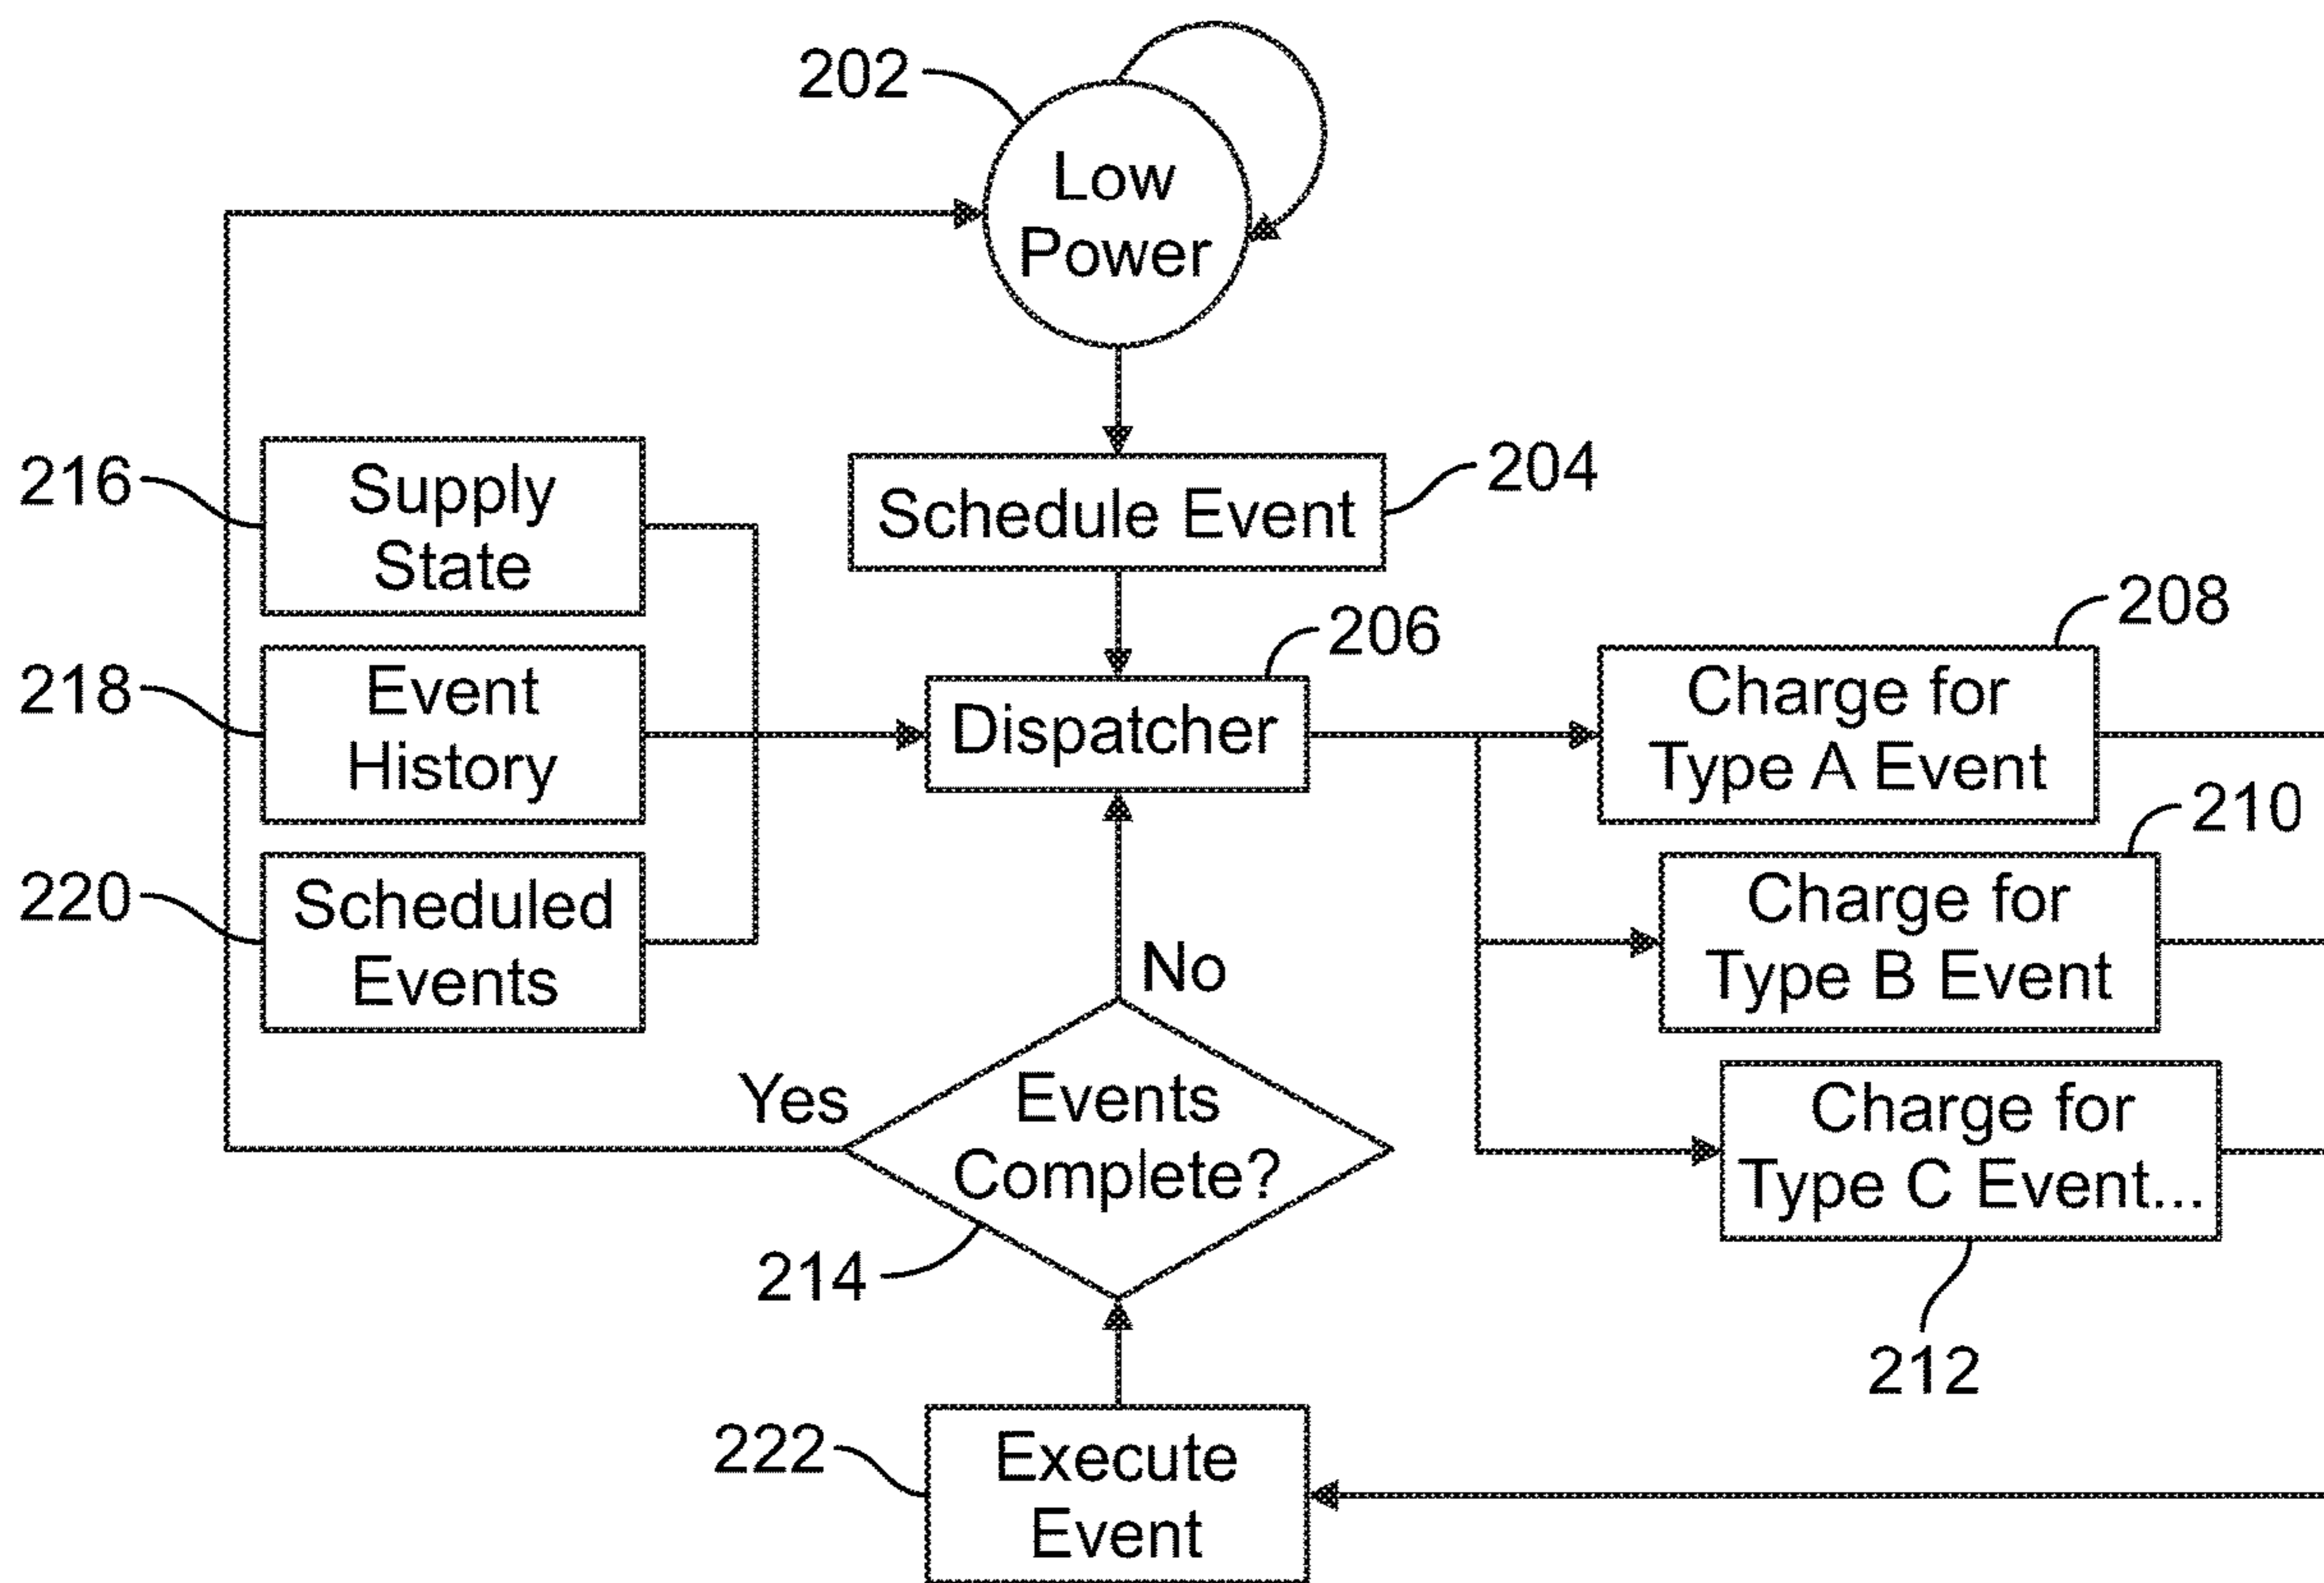 202
Low
Power
216
Supply
State
Schedule Event
204
206
208
218
Event
History
Dispatcher
Charge for
Type A Event
210
220
Scheduled
Events
No
Charge for
Type B Event
Yes
Events
Complete?
Charge for
Type C Event...
214
212
222
Execute
Event